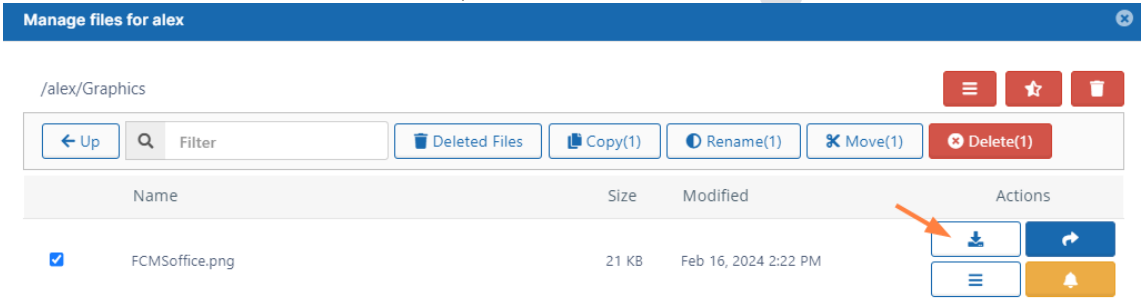 Manage files for alex
/alex/Graphics
Up Filter Deleted Files Copy(1) Rename(1) Move(1) Delete(1)
Name Size Modified Actions
FCMSoffice.png 21 KB Feb 16, 2024 2:22 PM